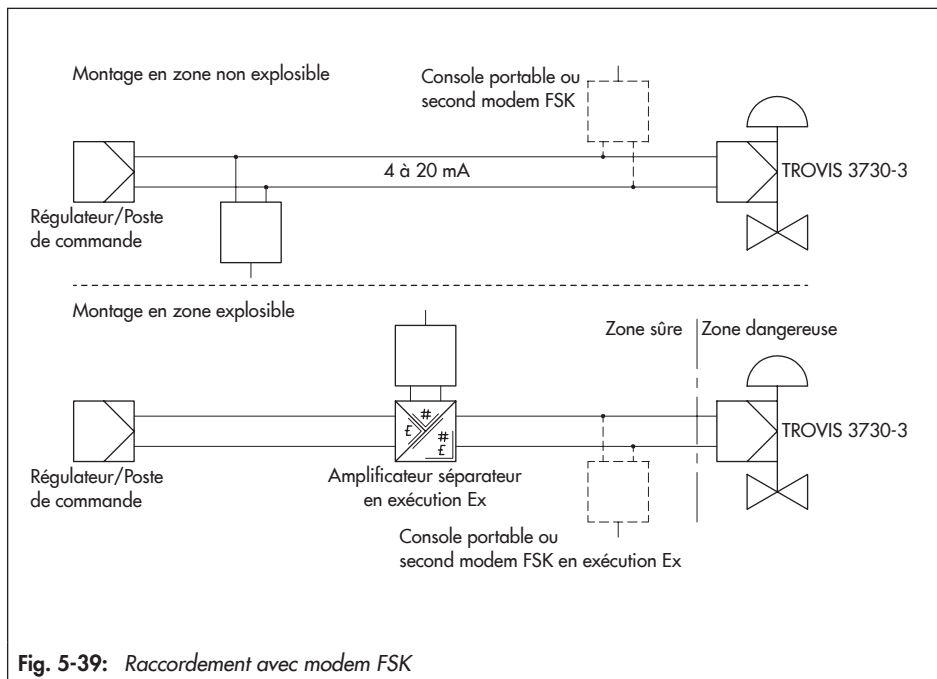 Montage en zone non explosible
Console portable ou
second modem FSK
4 à 20 mA
TROVIS 3730-3
Régulateur/Poste
de commande
Montage en zone explosible
Zone sûre
Zone dangereuse
#
£
#
£
TROVIS 3730-3
Régulateur/Poste
de commande
Amplificateur séparateur
en exécution Ex
Console portable ou
second modem FSK en exécution Ex
Fig. 5-39: Raccordement avec modem FSK